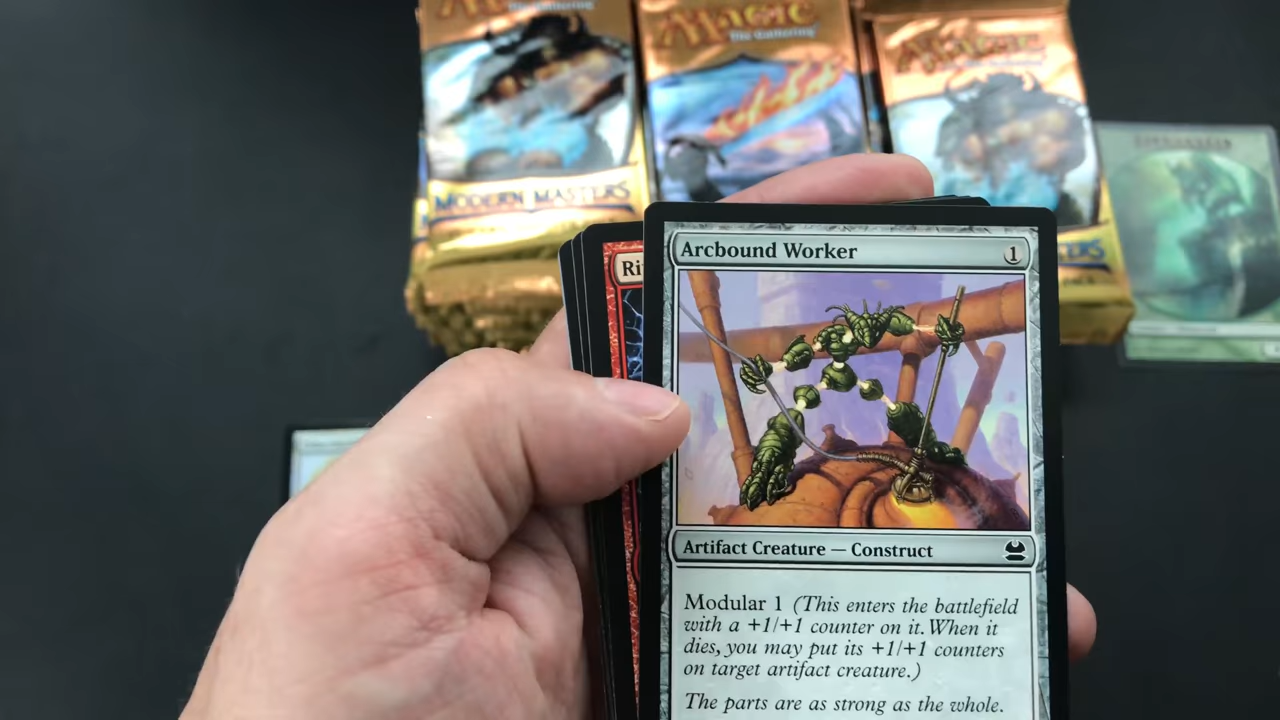 MAGIC
The Gathering
MAGIC
The Gathering
MAGIC
MODERN MASTERS
Arcbound Worker 1
Ri
Artifact Creature — Construct
Modular 1 (This enters the battlefield
with a +1/+1 counter on it. When it
dies, you may put its +1/+1 counters
on target artifact creature.)
The parts are as strong as the whole.